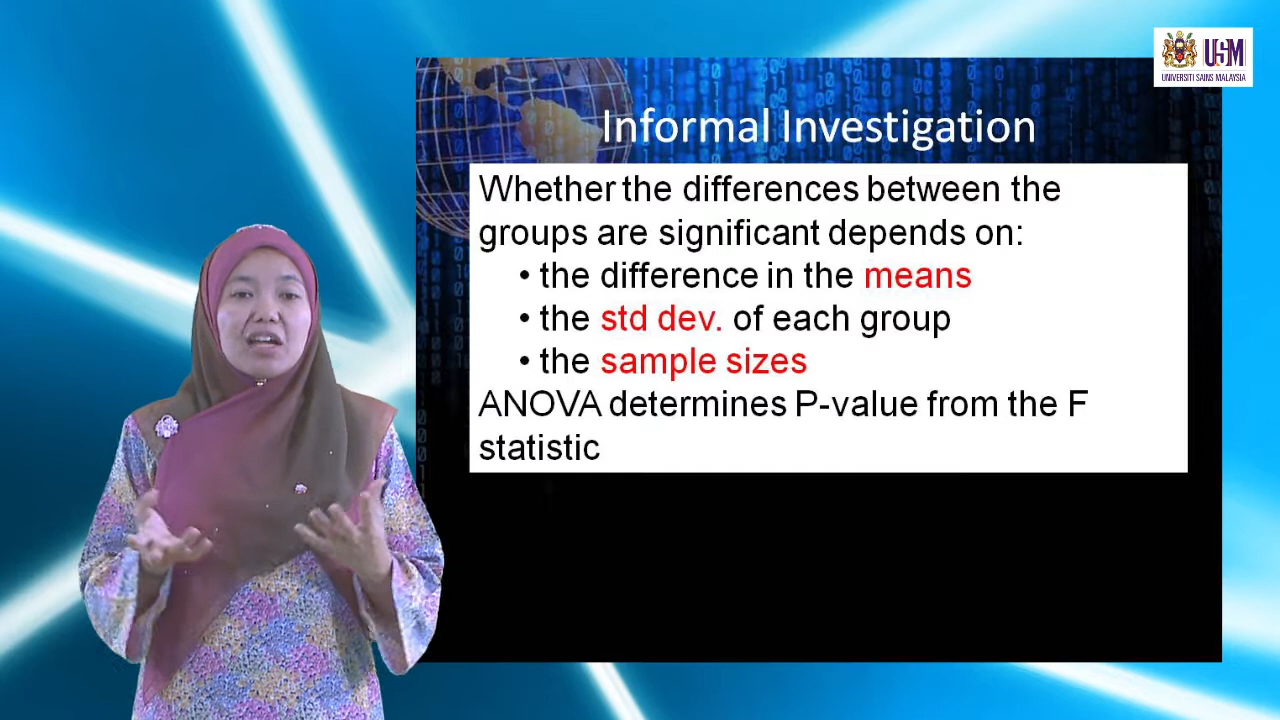 USM
UNIVERSITI SAINS MALAYSIA
Informal Investigation
Whether the differences between the
groups are significant depends on:
• the difference in the means
• the std dev. of each group
• the sample sizes
ANOVA determines P-value from the F
statistic